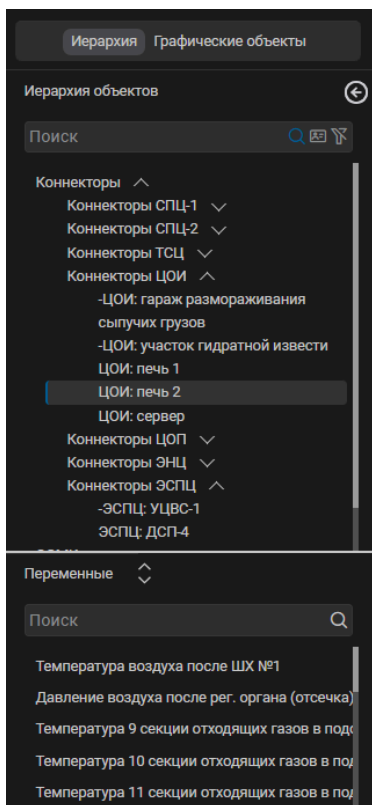 Иерархия Графические объекты
Иерархия объектов
Поиск
Коннекторы
Коннекторы СПЦ-1
Коннекторы СПЦ-2
Коннекторы ТСЦ
Коннекторы ЦОИ
-ЦОИ: гараж размораживания
сыпучих грузов
-ЦОИ: участок гидратной извести
ЦОИ: печь 1
ЦОИ: печь 2
ЦОИ: сервер
Коннекторы ЦОП
Коннекторы ЭНЦ
Коннекторы ЭСПЦ
-ЭСПЦ: УЦВС-1
ЭСПЦ: ДСП-4
Переменные
Поиск
Температура воздуха после ШХ №1
Давление воздуха после рег. органа (отсечка)
Температура 9 секции отходящих газов в под
Температура 10 секции отходящих газов в по
Температура 11 секции отходящих газов в по